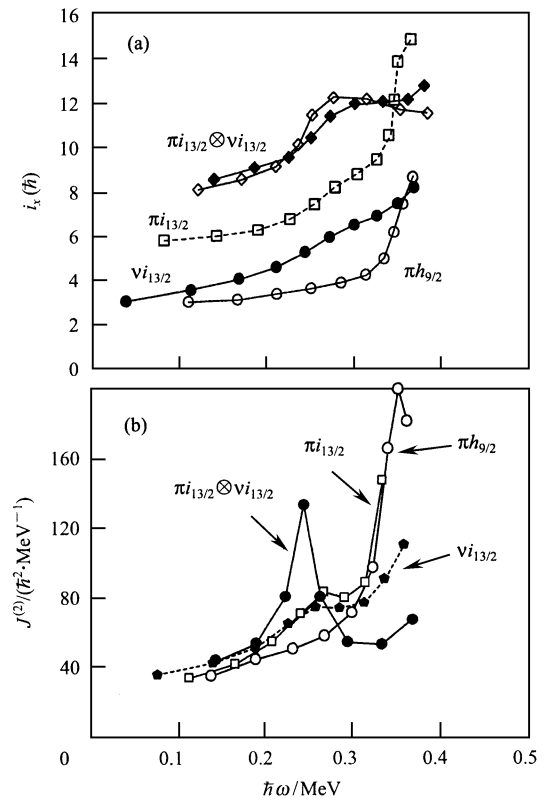 16
(a)
14
12
πi₁₃/₂⊗νi₁₃/₂
10
iₓ(ħ)
8
πi₁₃/₂
6
νi₁₃/₂
πh₉/₂
4
2
0
(b)
πh₉/₂
πi₁₃/₂
160
πi₁₃/₂⊗νi₁₃/₂
120
νi₁₃/₂
J⁽²⁾/(ħ²·MeV⁻¹)
80
40
0 0.1 0.2 0.3 0.4 0.5
ħω/MeV